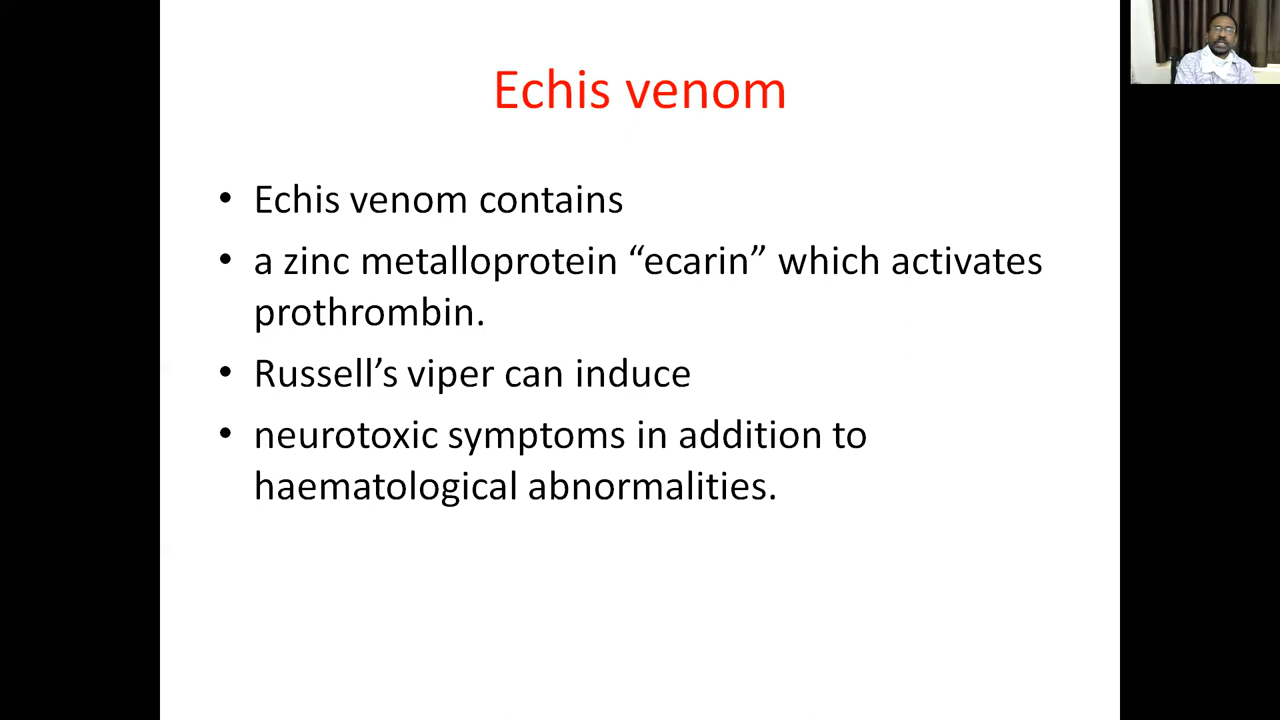 Echis venom
• Echis venom contains
• a zinc metalloprotein “ecarin” which activates
prothrombin.
• Russell’s viper can induce
• neurotoxic symptoms in addition to
haematological abnormalities.